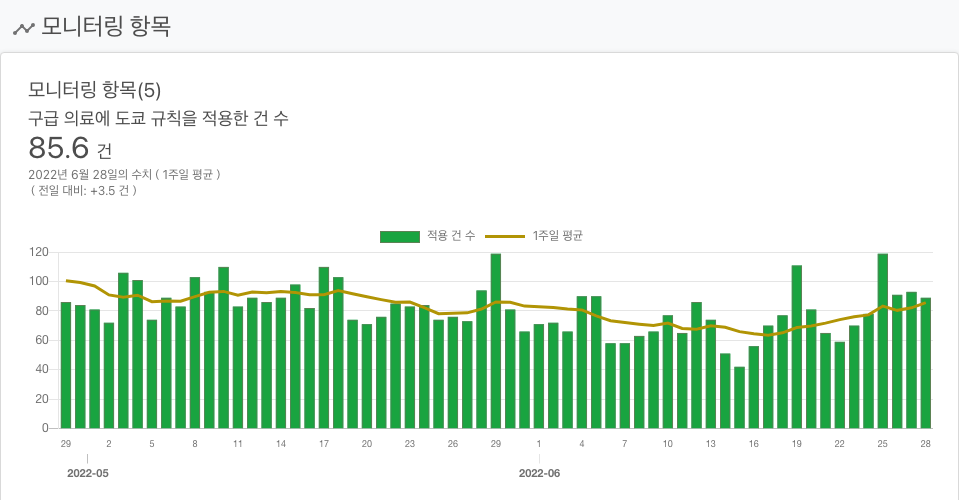 모니터링 항목
모니터링 항목(5)
구급 의료에 도쿄 규칙을 적용한 건 수
85.6 건
2022년 6월 28일의 수치 ( 1주일 평균 )
( 전일 대비: +3.5 건 )
적용 건 수 1주일 평균
120
100
80
60
40
20
0
29 2 5 8 11 14 17 20 23 26 29 1 4 7 10 13 16 19 22 25 28
2022-05 2022-06